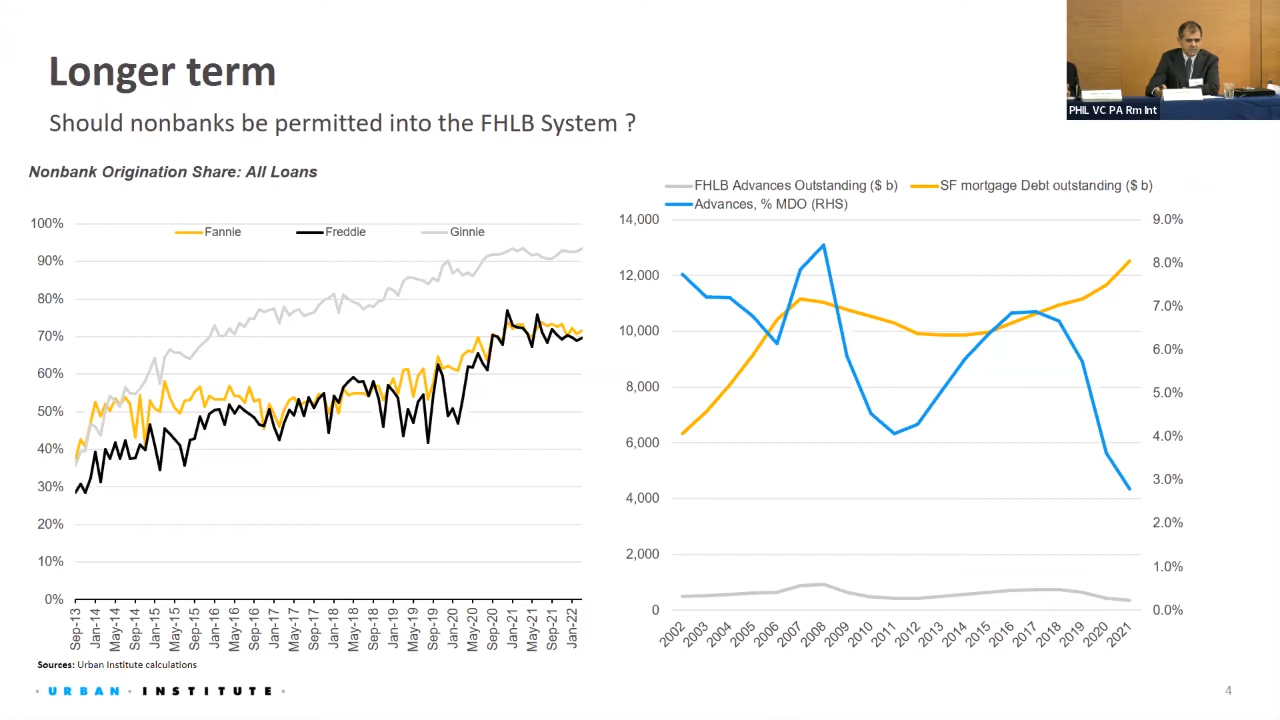 Longer term
Should nonbanks be permitted into the FHLB System ?
PHIL VC PA Rm Int
Nonbank Origination Share: All Loans
Fannie Freddie Ginnie
100%
90%
80%
70%
60%
50%
40%
30%
20%
10%
0%
Sep-13 Jan-14 May-14 Sep-14 Jan-15 May-15 Sep-15 Jan-16 May-16 Sep-16 Jan-17 May-17 Sep-17 Jan-18 May-18 Sep-18 Jan-19 May-19 Sep-19 Jan-20 May-20 Sep-20 Jan-21 May-21 Sep-21 Jan-22
FHLB Advances Outstanding ($ b) SF mortgage Debt outstanding ($ b)
Advances, % MDO (RHS)
14,000
12,000
10,000
8,000
6,000
4,000
2,000
0
9.0%
8.0%
7.0%
6.0%
5.0%
4.0%
3.0%
2.0%
1.0%
0.0%
2002 2003 2004 2005 2006 2007 2008 2009 2010 2011 2012 2013 2014 2015 2016 2017 2018 2019 2020 2021
Sources: Urban Institute calculations
· URBAN · INSTITUTE ·
4